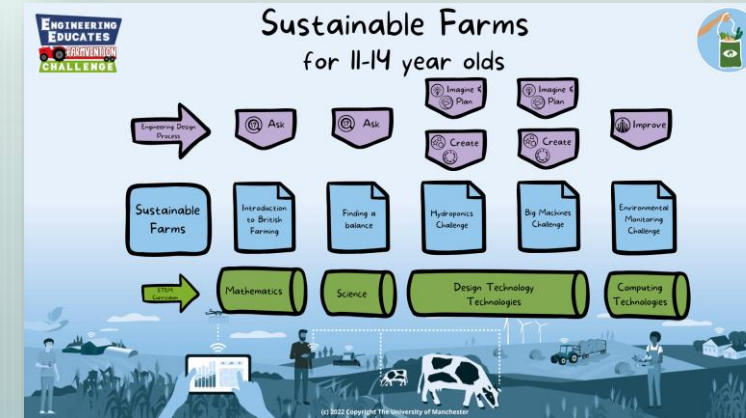 ENGINEERING
EDUCATES
FARMVENTION
CHALLENGE
Sustainable Farms
for 11-14 year olds
Engineering Design
Process
Ask
Ask
Imagine &
Plan
Create
Imagine &
Plan
Create
Improve
Sustainable
Farms
Introduction
to British
Farming
Finding a
balance
Hydroponics
Challenge
Big Machines
Challenge
Environmental
Monitoring
Challenge
STEM
Curriculum
Mathematics
Science
Design Technology
Technologies
Computing
Technologies
(c) 2022 Copyright The University of Manchester